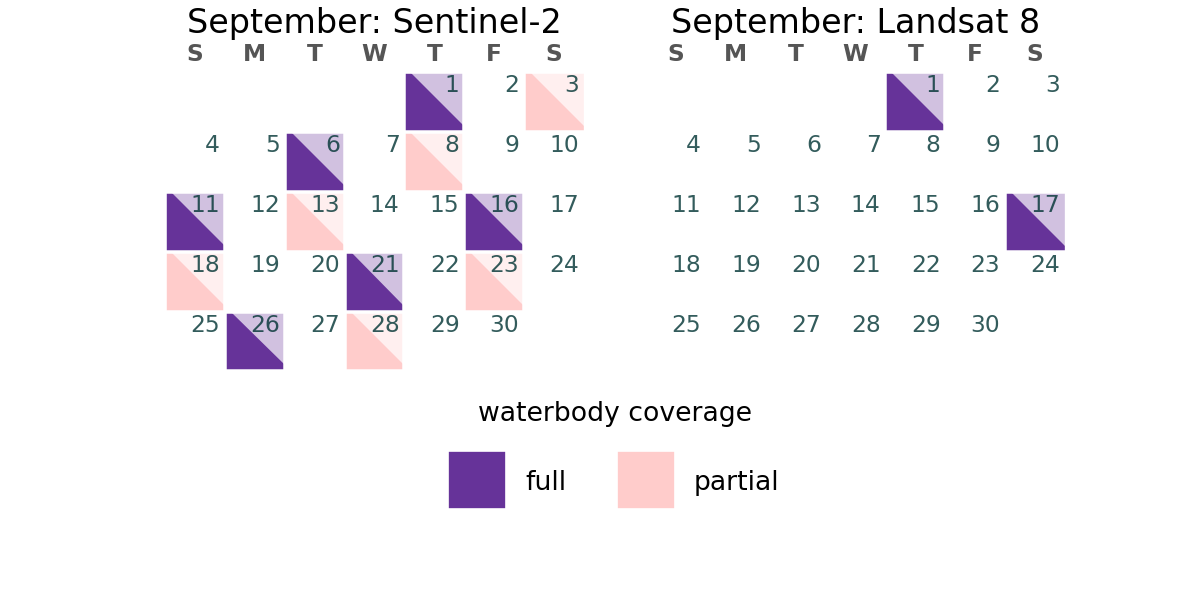 September: Sentinel-2
S M T W T F S
1 2 3
4 5 6 7 8 9 10
11 12 13 14 15 16 17
18 19 20 21 22 23 24
25 26 27 28 29 30
September: Landsat 8
S M T W T F S
1 2 3
4 5 6 7 8 9 10
11 12 13 14 15 16 17
18 19 20 21 22 23 24
25 26 27 28 29 30
waterbody coverage
full partial